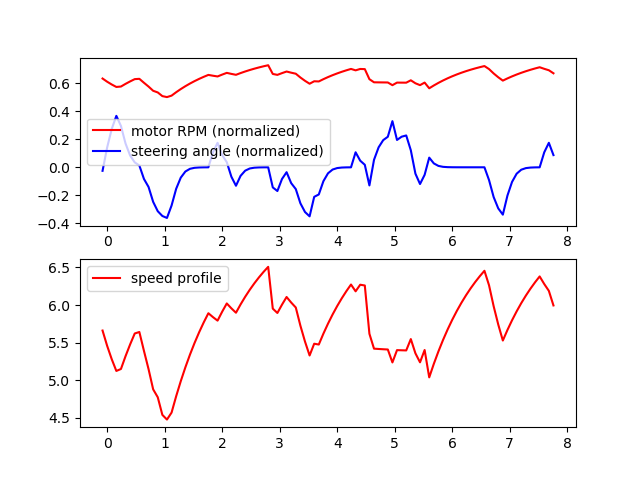 0.6
0.4
0.2
0.0
−0.2
−0.4
motor RPM (normalized)
steering angle (normalized)
0 1 2 3 4 5 6 7 8
6.5
6.0
5.5
5.0
4.5
speed profile
0 1 2 3 4 5 6 7 8